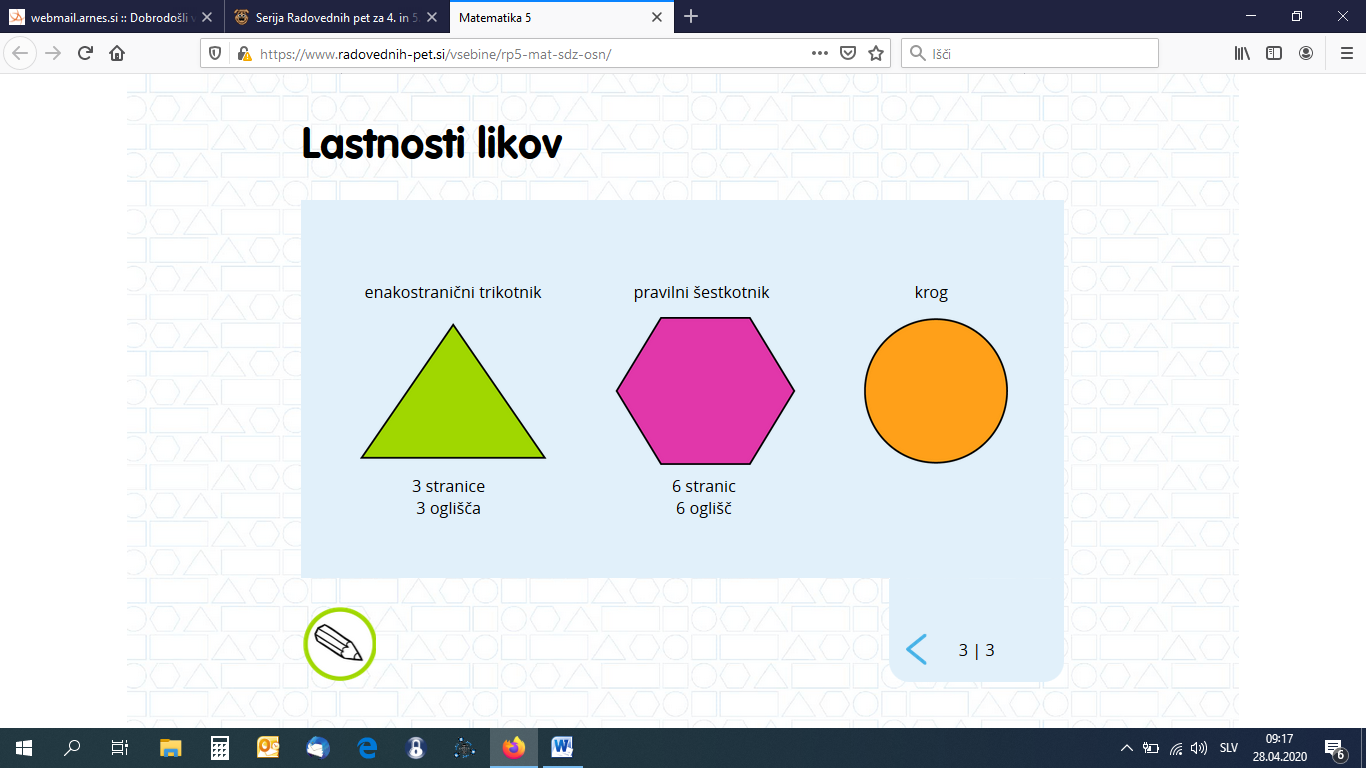 webmail.arnes.si :: Dobrodošli v
Serija Radovednih pet za 4. in 5.
Matematika 5
https://www.radovednih-pet.si/vsebine/rp5-mat-sdz-osn/
Išči
Lastnosti likov
enakostranični trikotnik
pravilni šestkotnik
krog
3 stranice
3 oglišča
6 stranic
6 oglišč
3 | 3
SLV
09:17
28.04.2020
6